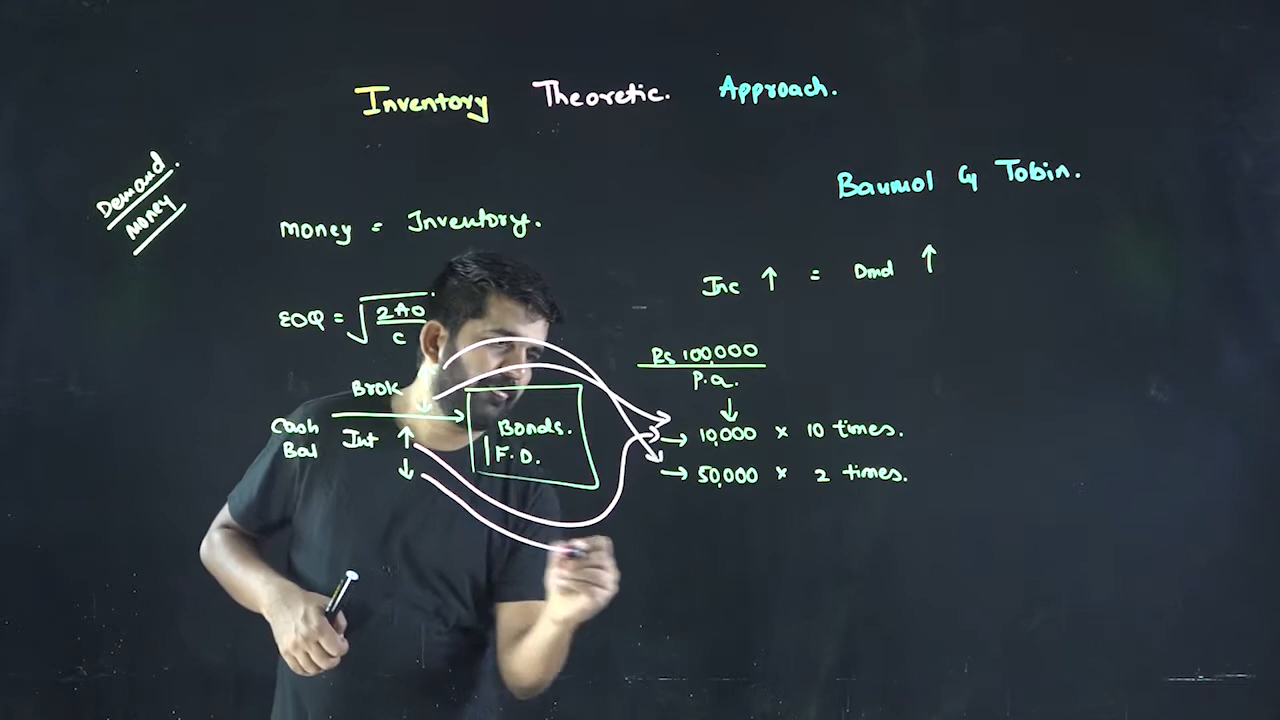 Inventory Theoretic. Approach.
Demand.
Money
Baumol & Tobin.
Money = Inventory.
Inc ↑ = Dmd ↑
EOQ = √2AO/C
Rs 100,000
P.a.
Brok ↑↓
Cash Bal
Int ↑↓
Bonds.
F.D.
→ 10,000 × 10 times.
→ 50,000 × 2 times.